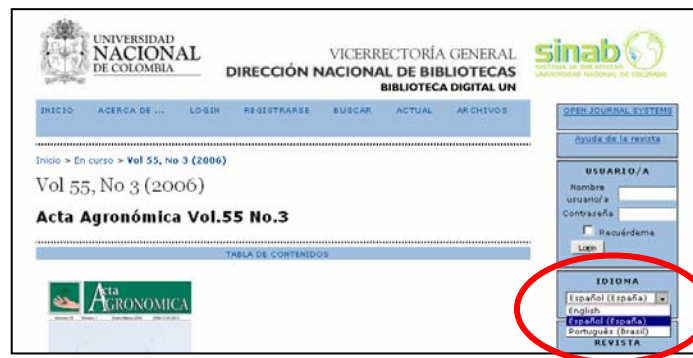 UNIVERSIDAD
NACIONAL
DE COLOMBIA
VICERRECTORÍA GENERAL
DIRECCIÓN NACIONAL DE BIBLIOTECAS
BIBLIOTECA DIGITAL UN
sinab
INICIO ACERCA DE ... LOGIN REGISTRARSE BUSCAR ACTUAL ARCHIVOS
Inicio > En curso > Vol 55, No 3 (2006)
Vol 55, No 3 (2006)
Acta Agronómica Vol.55 No.3
TABLA DE CONTENIDOS
Acta
AGRONOMICA
OPEN JOURNAL SYSTEMS
Ayuda de la revista
USUARIO/A
Nombre
usuario/a
Contraseña
Recuérdeme
Login
IDIOMA
Español (España)
English
Español (España)
Português (Brasil)
REVISTA